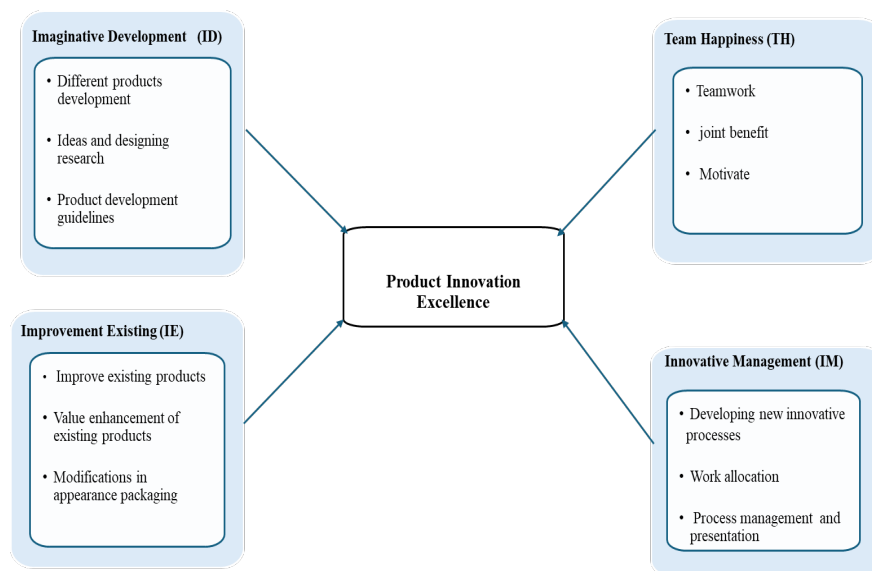 Imaginative Development (ID)
• Different products
development
• Ideas and designing
research
• Product development
guidelines
Team Happiness (TH)
• Teamwork
• joint benefit
• Motivate
Product Innovation
Excellence
Improvement Existing (IE)
• Improve existing products
• Value enhancement of
existing products
• Modifications in
appearance packaging
Innovative Management (IM)
• Developing new innovative
processes
• Work allocation
• Process management and
presentation